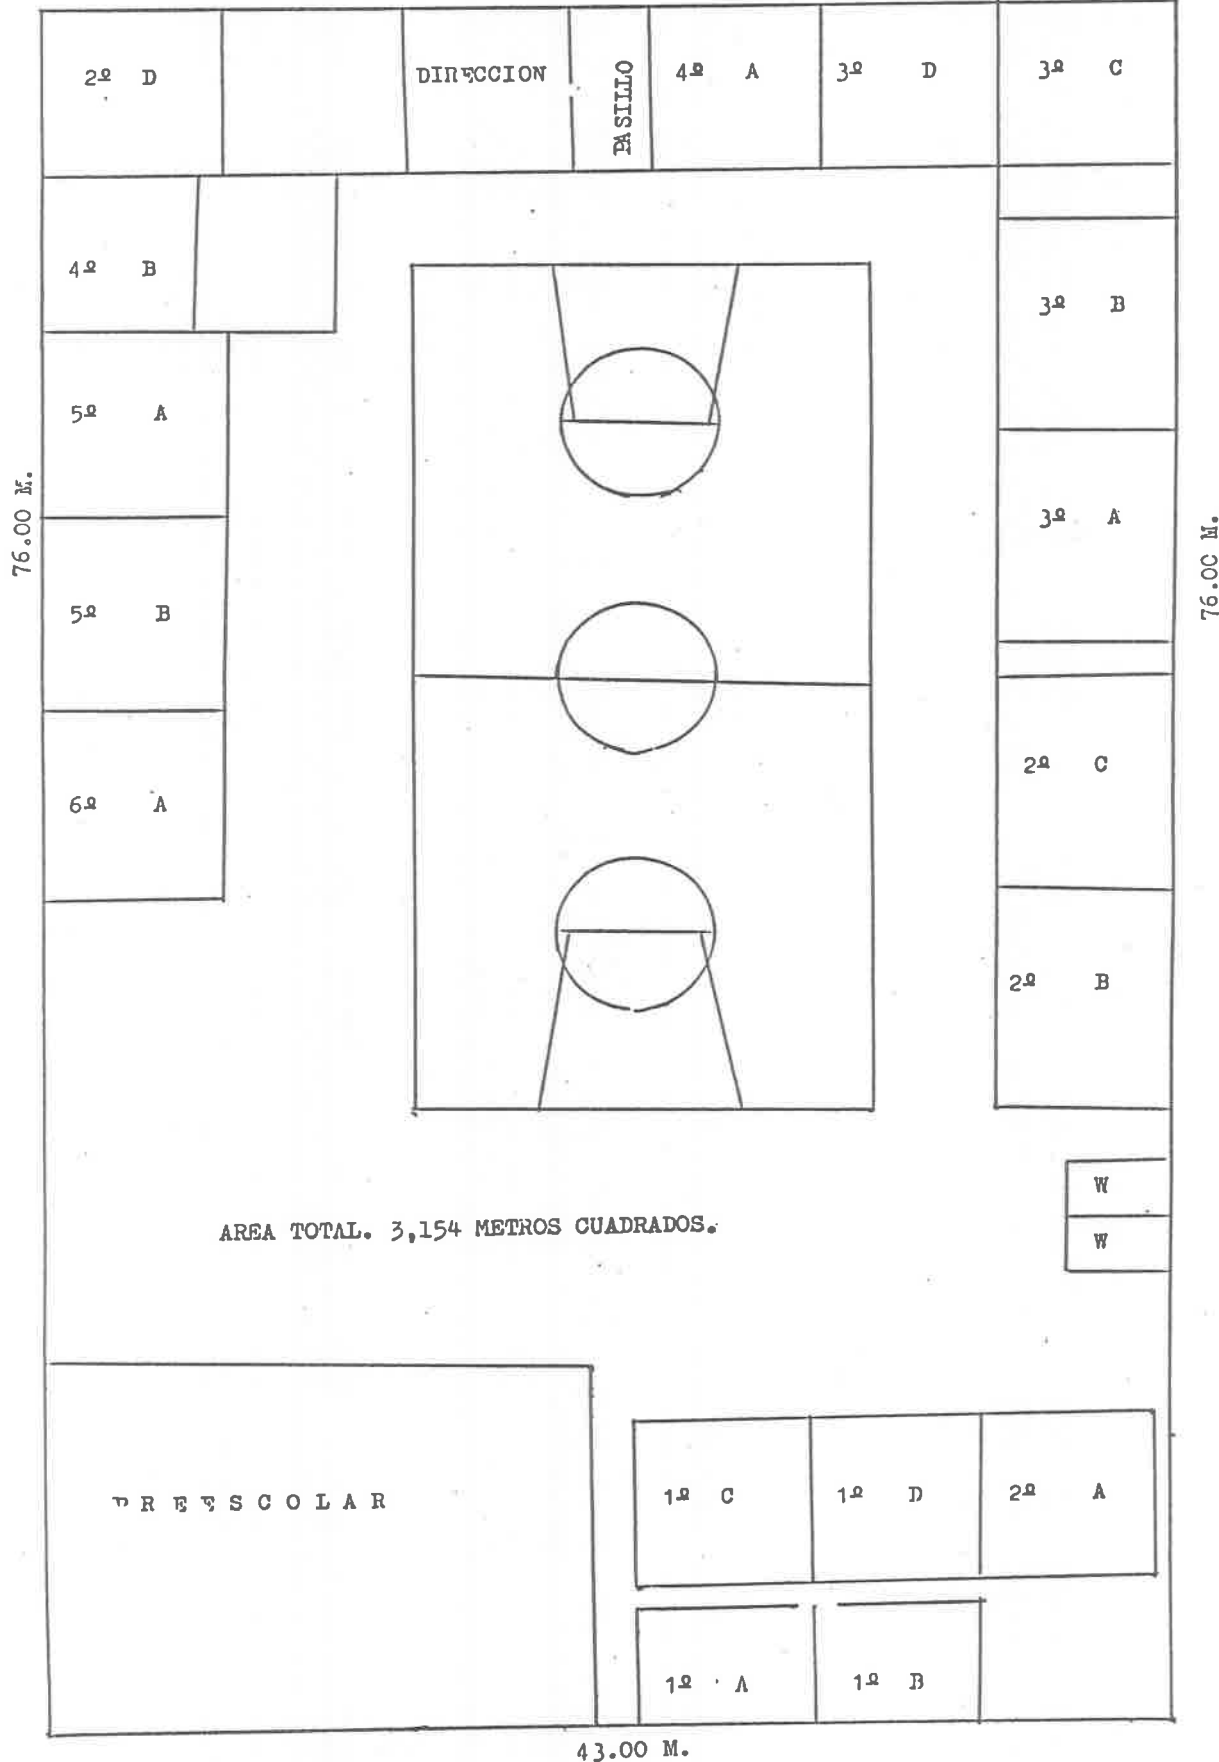 2º D
DIRECCION
PASILLO
4º A
3º D
3º C
4º B
3º B
5º A
76.00 M.
3º A
76.00 M.
5º B
2º C
6º A
2º B
W
W
AREA TOTAL. 3,154 METROS CUADRADOS.
PREESCOLAR
1º C
1º D
2º A
1º A
1º B
43.00 M.